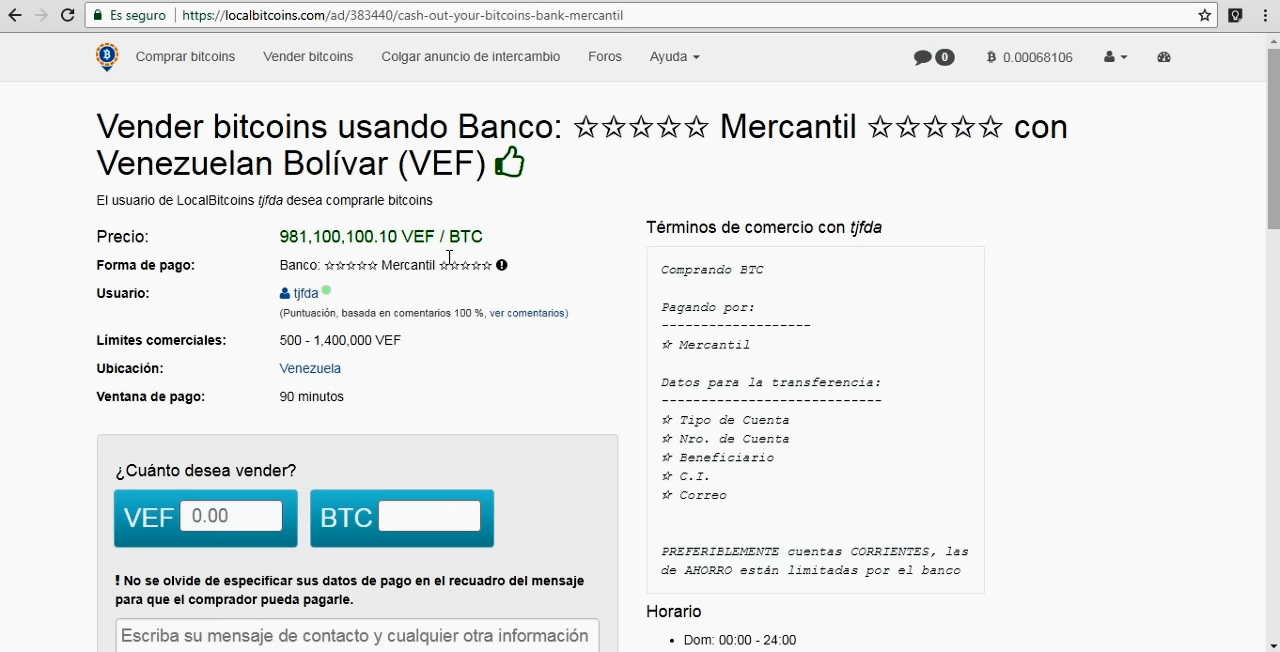 Es seguro https://localbitcoins.com/ad/383440/cash-out-your-bitcoins-bank-mercantil
Comprar bitcoins Vender bitcoins Colgar anuncio de intercambio Foros Ayuda 0 0.00068106
Vender bitcoins usando Banco: ☆☆☆☆☆ Mercantil ☆☆☆☆☆ con
Venezuelan Bolívar (VEF)
El usuario de LocalBitcoins tjfda desea comprarle bitcoins
Precio: 981,100,100.10 VEF / BTC
Forma de pago: Banco: ☆☆☆☆☆ Mercantil ☆☆☆☆☆
Usuario: tjfda
(Puntuación, basada en comentarios 100 %, ver comentarios)
Límites comerciales: 500 - 1,400,000 VEF
Ubicación: Venezuela
Ventana de pago: 90 minutos
¿Cuánto desea vender?
VEF 0.00 BTC
! No se olvide de especificar sus datos de pago en el recuadro del mensaje
para que el comprador pueda pagarle.
Escriba su mensaje de contacto y cualquier otra información
Términos de comercio con tjfda
Comprando BTC
Pagando por:
-------------------
☆ Mercantil
Datos para la transferencia:
----------------------------
☆ Tipo de Cuenta
☆ Nro. de Cuenta
☆ Beneficiario
☆ C.I.
☆ Correo
PREFERIBLEMENTE cuentas CORRIENTES, las
de AHORRO están limitadas por el banco
Horario
• Dom: 00:00 - 24:00